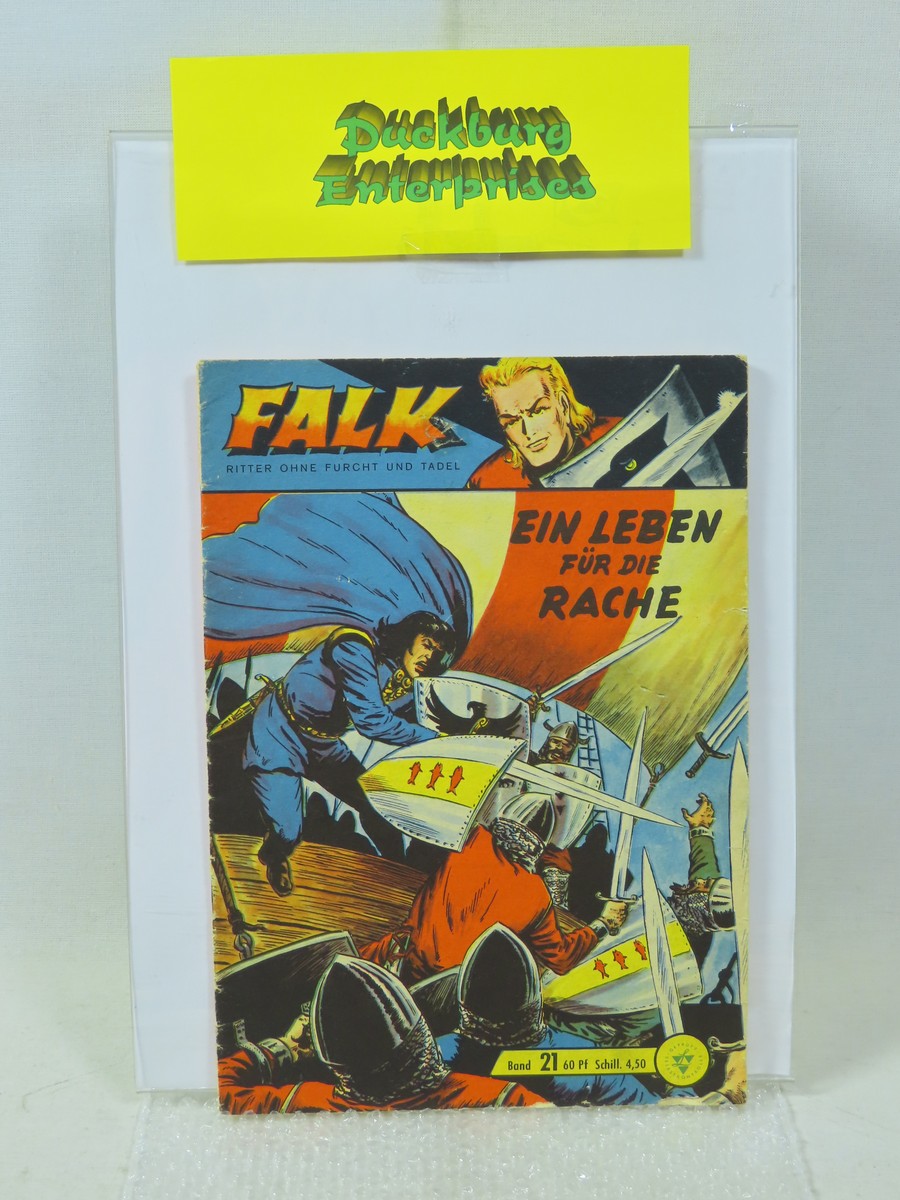 Duckburg
Enterprises
FALK
RITTER OHNE FURCHT UND TADEL
EIN LEBEN
FÜR DIE
RACHE
Band 21 60 Pf Schill. 4,50